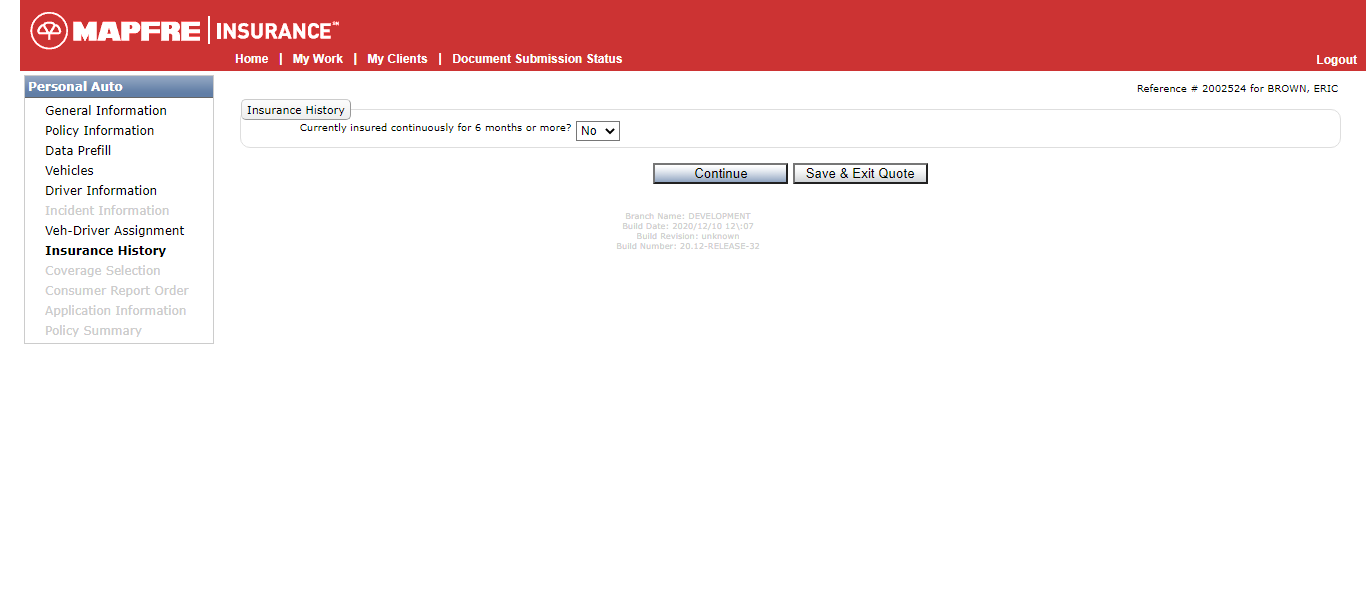 MAPFRE | INSURANCE℠
Home | My Work | My Clients | Document Submission Status
Logout
Personal Auto
General Information
Policy Information
Data Prefill
Vehicles
Driver Information
Incident Information
Veh-Driver Assignment
Insurance History
Coverage Selection
Consumer Report Order
Application Information
Policy Summary
Reference # 2002524 for BROWN, ERIC
Insurance History
Currently insured continuously for 6 months or more? No
Continue Save & Exit Quote
Branch Name: DEVELOPMENT
Build Date: 2020/12/10 12\:07
Build Revision: unknown
Build Number: 20.12-RELEASE-32